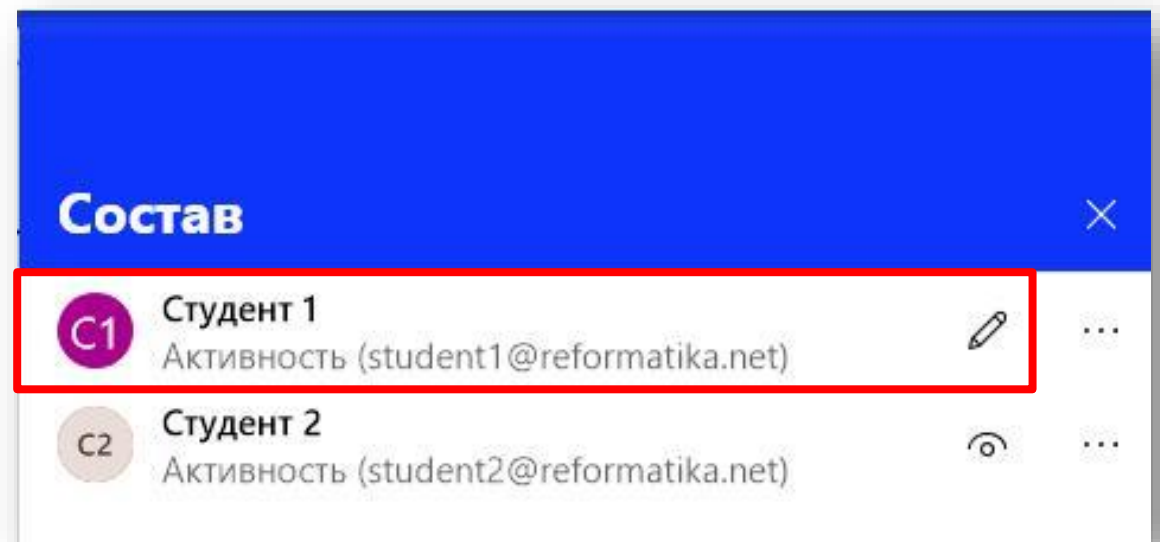 Состав
С1
Студент 1
Активность (student1@reformatika.net)
С2
Студент 2
Активность (student2@reformatika.net)